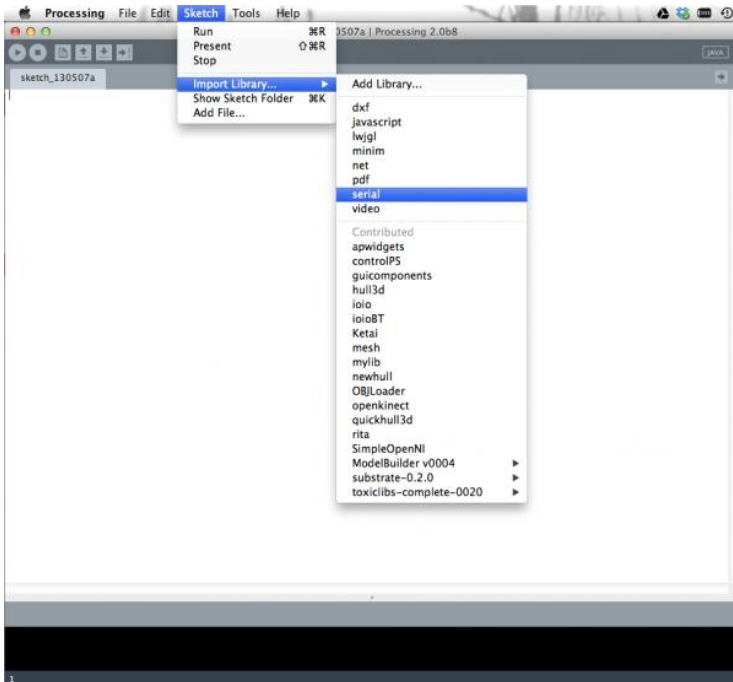 Processing File Edit Sketch Tools Help
507a | Processing 2.0b8
JAVA
sketch_130507a
Run ⌘R
Present ⇧⌘R
Stop
Import Library...
Show Sketch Folder ⌘K
Add File...
Add Library...
dxf
javascript
lwjgl
minim
net
pdf
serial
video
Contributed
apwidgets
controlP5
guicomponents
hull3d
ioio
ioioBT
Ketai
mesh
mylib
newhull
OBJLoader
openkinect
quickhull3d
rita
SimpleOpenNI
ModelBuilder v0004
substrate-0.2.0
toxiclibs-complete-0020
1